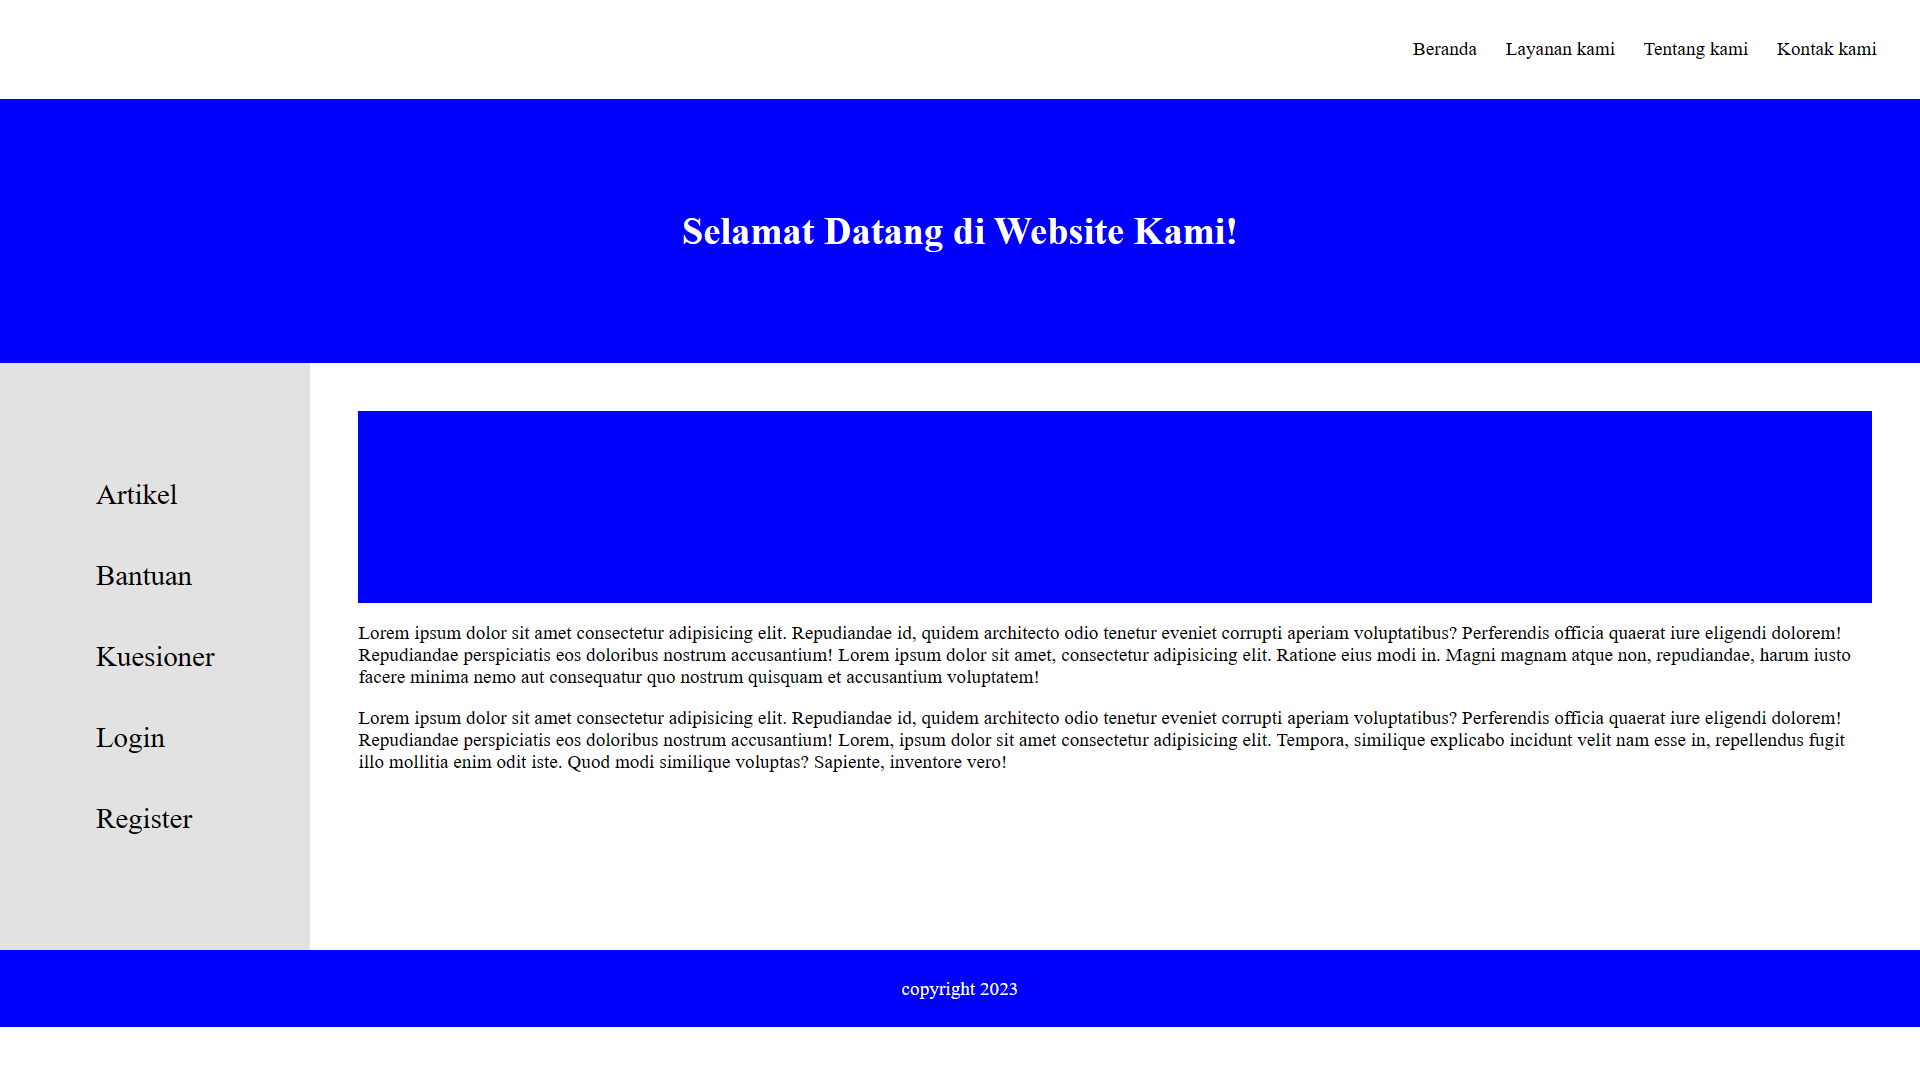 Beranda Layanan kami Tentang kami Kontak kami
Selamat Datang di Website Kami!
Artikel
Bantuan
Kuesioner
Login
Register
Lorem ipsum dolor sit amet consectetur adipisicing elit. Repudiandae id, quidem architecto odio tenetur eveniet corrupti aperiam voluptatibus? Perferendis officia quaerat iure eligendi dolorem!
Repudiandae perspiciatis eos doloribus nostrum accusantium! Lorem ipsum dolor sit amet, consectetur adipisicing elit. Ratione eius modi in. Magni magnam atque non, repudiandae, harum iusto
facere minima nemo aut consequatur quo nostrum quisquam et accusantium voluptatem!
Lorem ipsum dolor sit amet consectetur adipisicing elit. Repudiandae id, quidem architecto odio tenetur eveniet corrupti aperiam voluptatibus? Perferendis officia quaerat iure eligendi dolorem!
Repudiandae perspiciatis eos doloribus nostrum accusantium! Lorem, ipsum dolor sit amet consectetur adipisicing elit. Tempora, similique explicabo incidunt velit nam esse in, repellendus fugit
illo mollitia enim odit iste. Quod modi similique voluptas? Sapiente, inventore vero!
copyright 2023